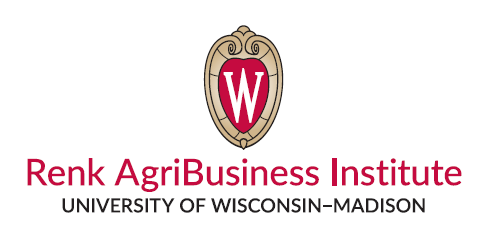 W
Renk AgriBusiness Institute
UNIVERSITY OF WISCONSIN–MADISON